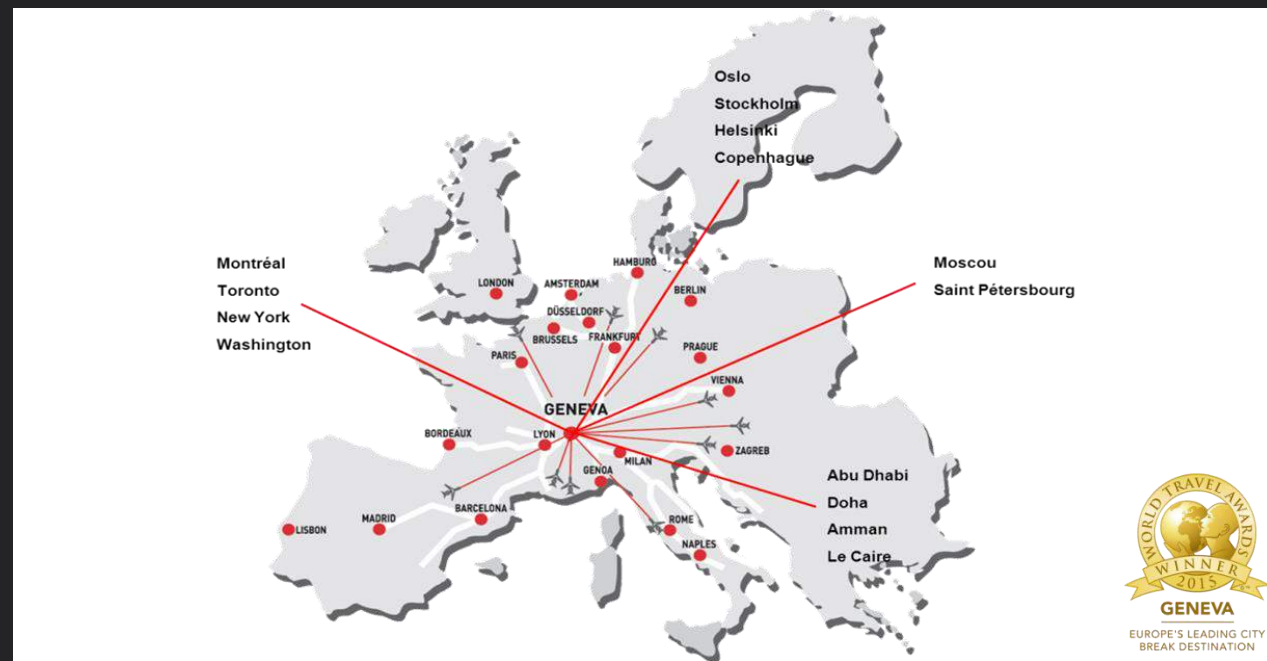 Oslo
Stockholm
Helsinki
Copenhague
Montréal
Toronto
New York
Washington
Moscou
Saint Pétersbourg
HAMBURG
LONDON
AMSTERDAM
BERLIN
DÜSSELDORF
BRUSSELS
FRANKFURT
PARIS
PRAGUE
VIENNA
GENEVA
BORDEAUX
LYON
ZAGREB
MILAN
GENOA
Abu Dhabi
Doha
Amman
Le Caire
BARCELONA
MADRID
LISBON
ROME
NAPLES
WORLD TRAVEL AWARDS
WINNER
2015
GENEVA
EUROPE'S LEADING CITY
BREAK DESTINATION